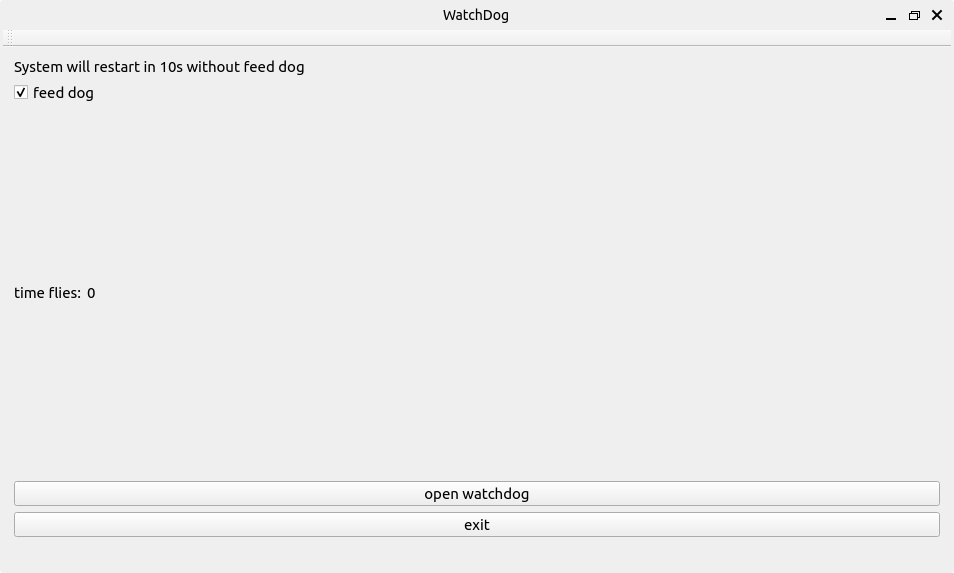 WatchDog
System will restart in 10s without feed dog
feed dog
time flies: 0
open watchdog
exit